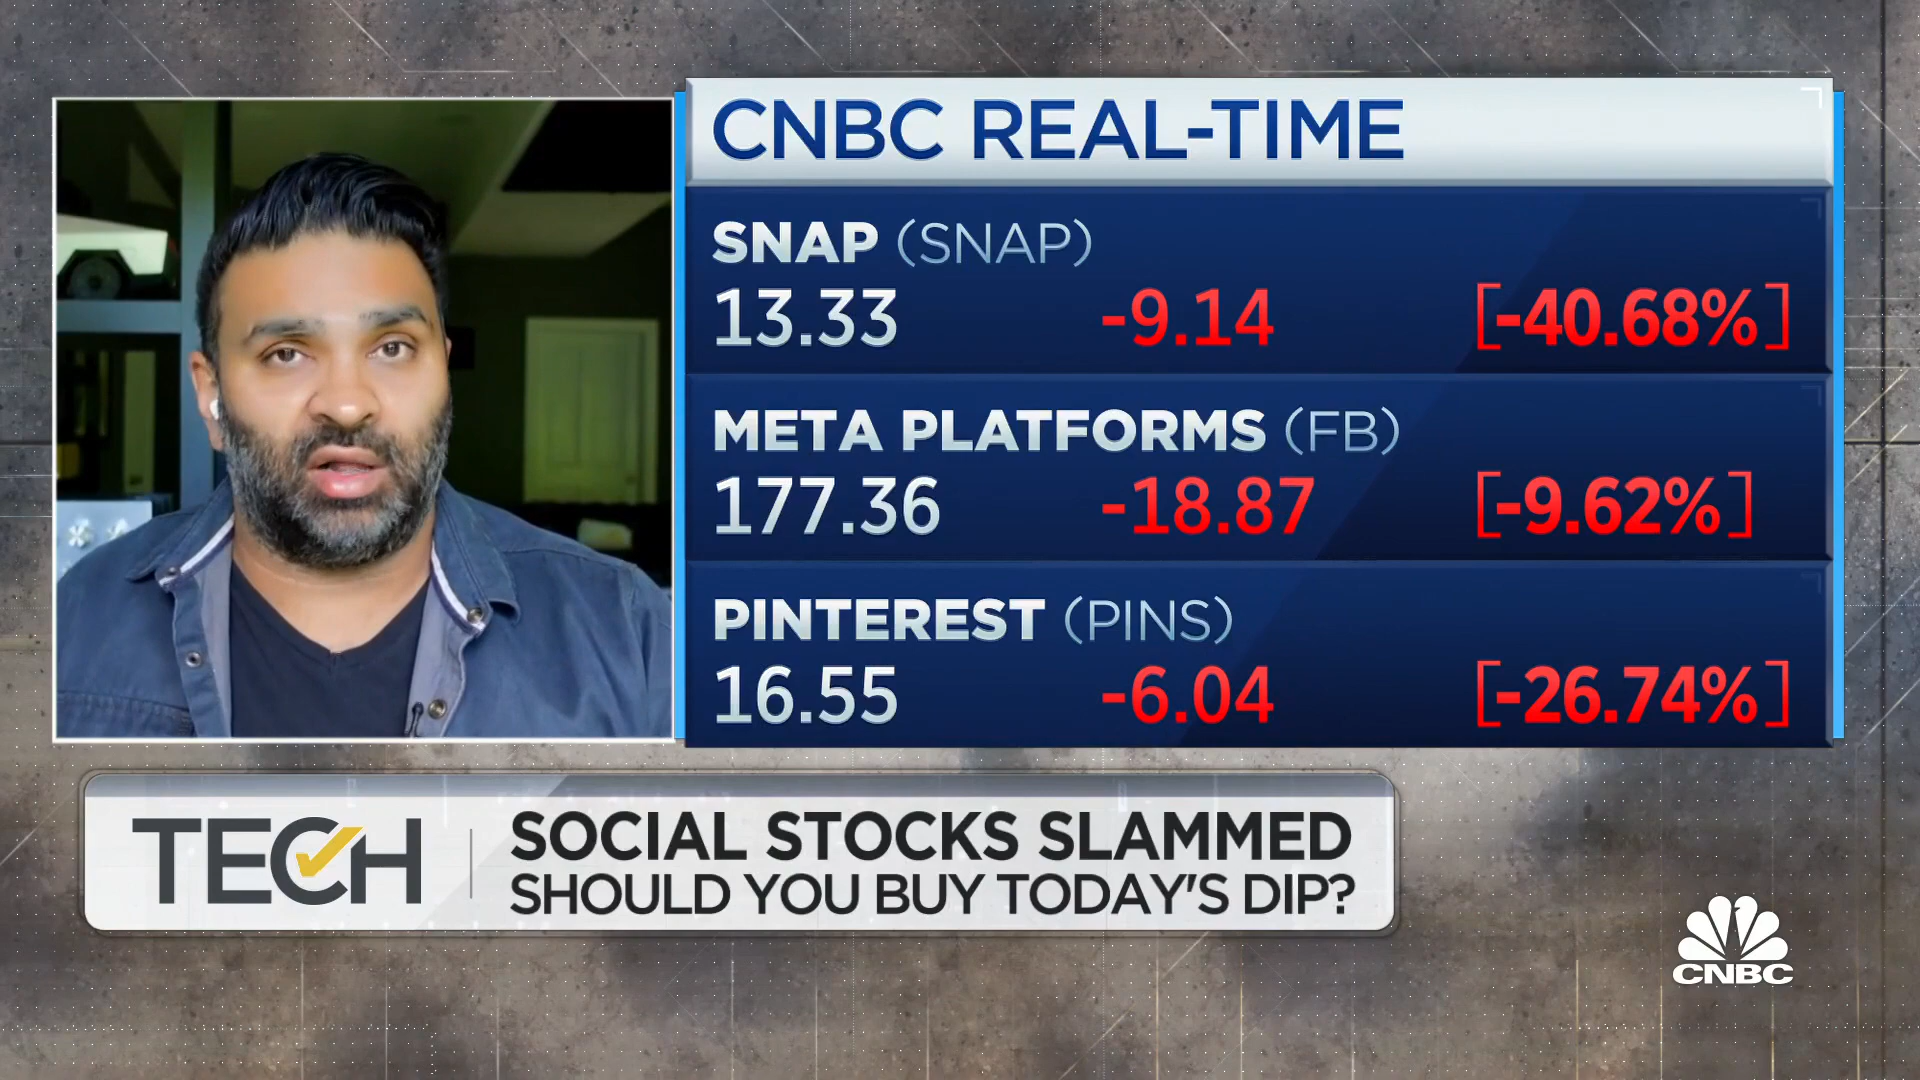 CNBC REAL-TIME
SNAP (SNAP)
13.33 -9.14 [-40.68%]
META PLATFORMS (FB)
177.36 -18.87 [-9.62%]
PINTEREST (PINS)
16.55 -6.04 [-26.74%]
TECH
SOCIAL STOCKS SLAMMED
SHOULD YOU BUY TODAY'S DIP?
CNBC